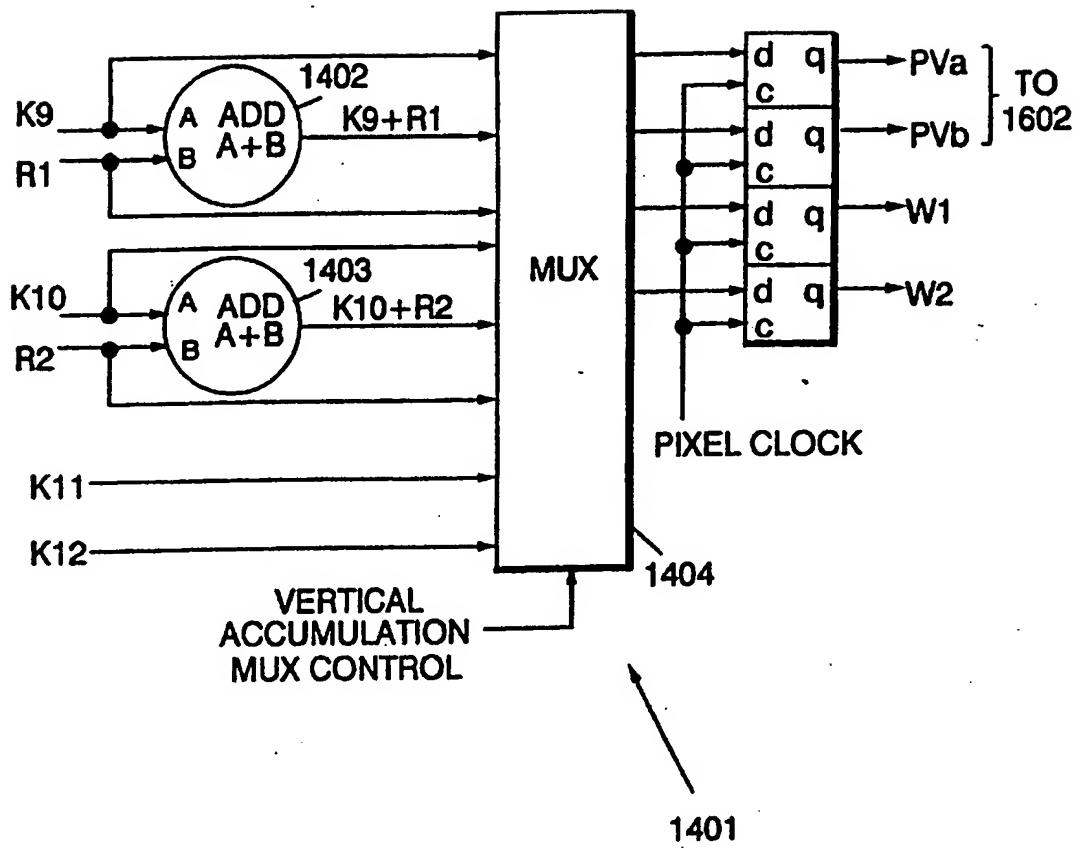 K9
R1
A ADD
B A+B
1402
K9+R1
K10
R2
A ADD
B A+B
1403
K10+R2
K11
K12
MUX
1404
VERTICAL
ACCUMULATION
MUX CONTROL
d q
c
d q
c
d q
c
d q
c
PIXEL CLOCK
PVa
PVb
W1
W2
TO
1602
1401